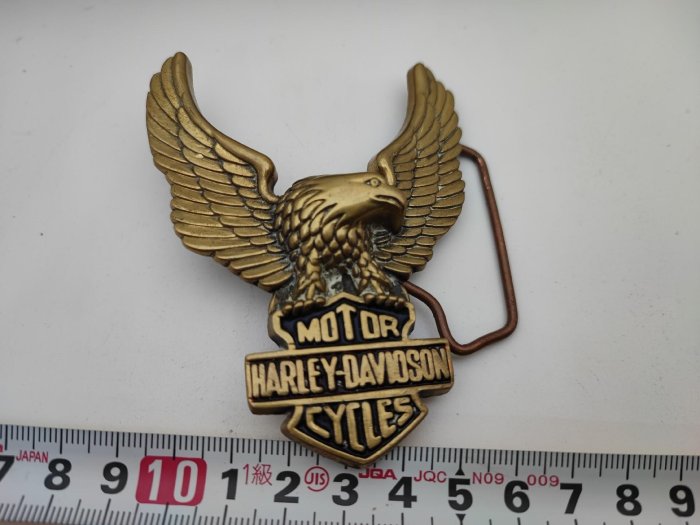 MOTOR
HARLEY-DAVIDSON
CYCLES
7 JAPAN 8 9 10 1 1級 2 JIS 3 JQA 4 JQC 5 N09 6 009 7 8 9